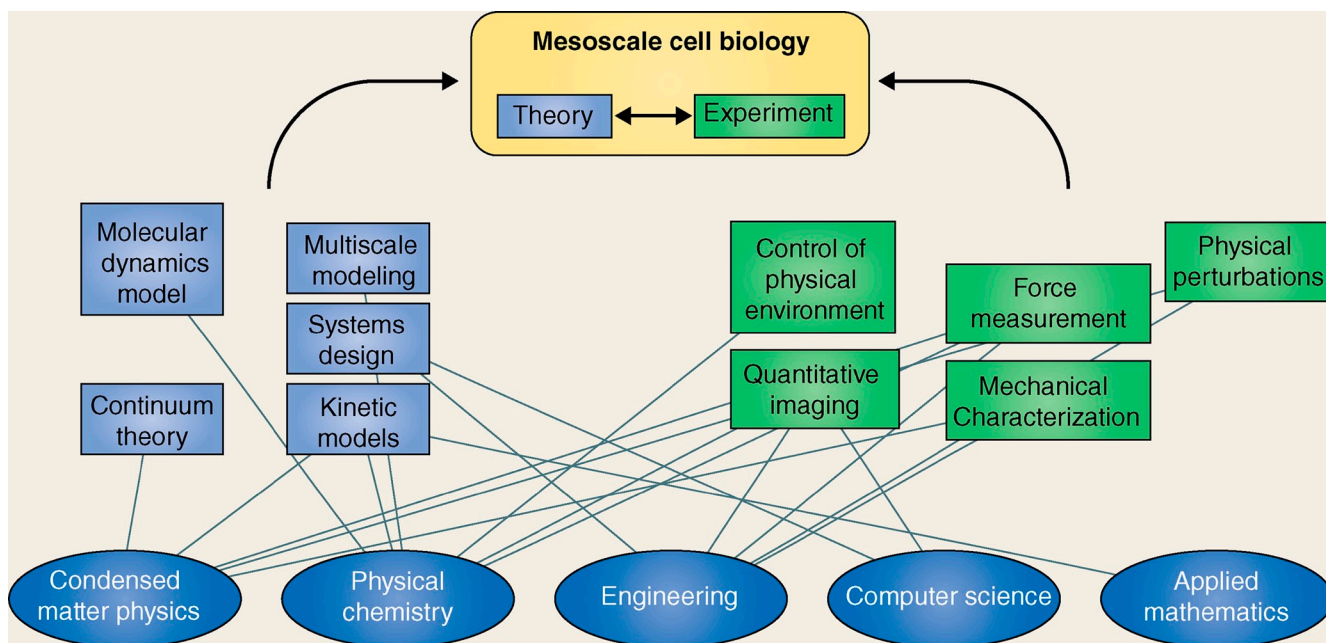 Mesoscale cell biology
Theory
Experiment
Molecular
dynamics
model
Multiscale
modeling
Control of
physical
environment
Physical
perturbations
Force
measurement
Systems
design
Quantitative
imaging
Mechanical
Characterization
Continuum
theory
Kinetic
models
Condensed
matter physics
Physical
chemistry
Engineering
Computer science
Applied
mathematics